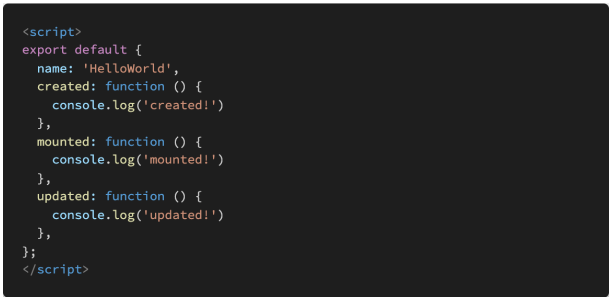 <script>
export default {
  name: 'HelloWorld',
  created: function () {
    console.log('created!')
  },
  mounted: function () {
    console.log('mounted!')
  },
  updated: function () {
    console.log('updated!')
  },
};
</script>